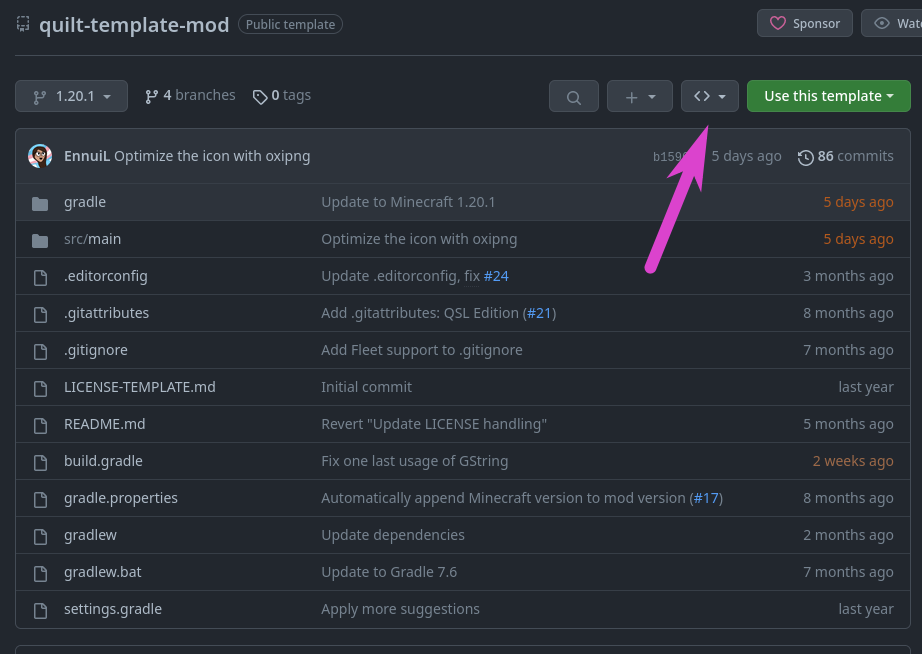 quilt-template-mod Public template Sponsor
1.20.1 4 branches 0 tags Use this template
EnnuiL Optimize the icon with oxipng 5 days ago 86 commits
gradle Update to Minecraft 1.20.1 5 days ago
src/main Optimize the icon with oxipng 5 days ago
.editorconfig Update .editorconfig, fix #24 3 months ago
.gitattributes Add .gitattributes: QSL Edition (#21) 8 months ago
.gitignore Add Fleet support to .gitignore 7 months ago
LICENSE-TEMPLATE.md Initial commit last year
README.md Revert "Update LICENSE handling" 5 months ago
build.gradle Fix one last usage of GString 2 weeks ago
gradle.properties Automatically append Minecraft version to mod version (#17) 8 months ago
gradlew Update dependencies 2 months ago
gradlew.bat Update to Gradle 7.6 7 months ago
settings.gradle Apply more suggestions last year